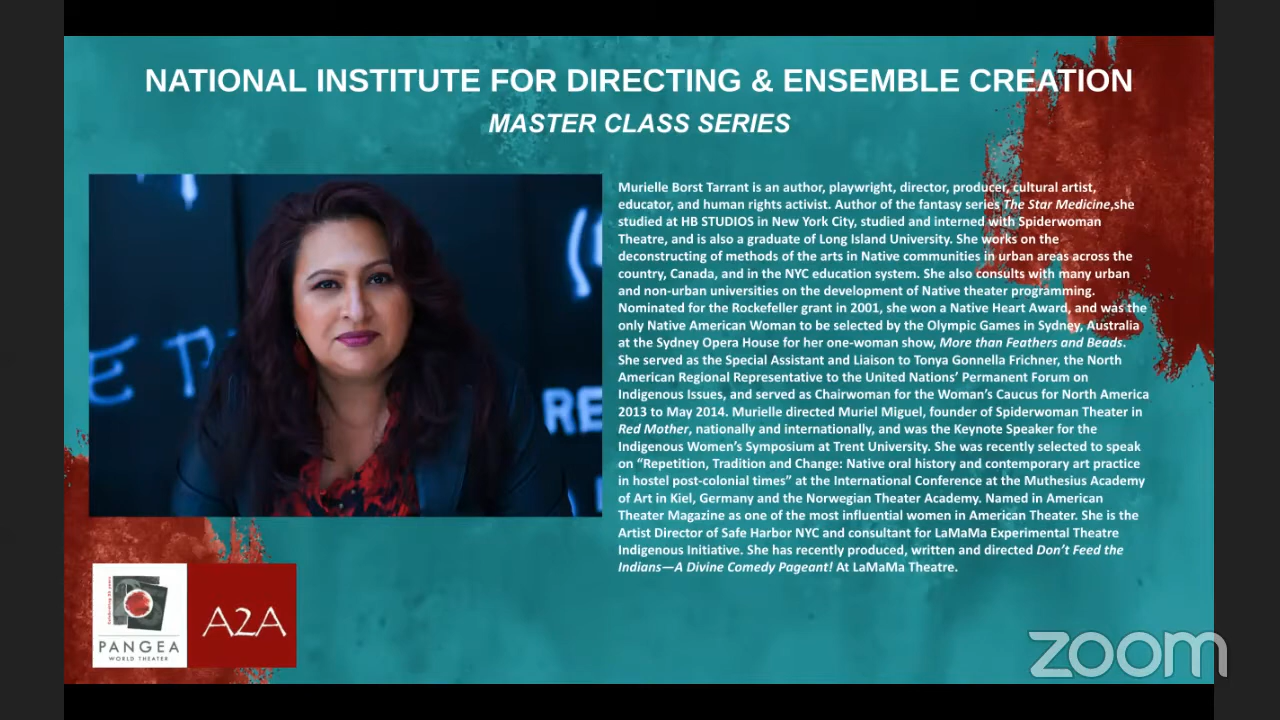 NATIONAL INSTITUTE FOR DIRECTING & ENSEMBLE CREATION
MASTER CLASS SERIES
Murielle Borst Tarrant is an author, playwright, director, producer, cultural artist,
educator, and human rights activist. Author of the fantasy series The Star Medicine,she
studied at HB STUDIOS in New York City, studied and interned with Spiderwoman
Theatre, and is also a graduate of Long Island University. She works on the
deconstructing of methods of the arts in Native communities in urban areas across the
country, Canada, and in the NYC education system. She also consults with many urban
and non-urban universities on the development of Native theater programming.
Nominated for the Rockefeller grant in 2001, she won a Native Heart Award, and was the
only Native American Woman to be selected by the Olympic Games in Sydney, Australia
at the Sydney Opera House for her one-woman show, More than Feathers and Beads.
She served as the Special Assistant and Liaison to Tonya Gonnella Frichner, the North
American Regional Representative to the United Nations’ Permanent Forum on
Indigenous Issues, and served as Chairwoman for the Woman’s Caucus for North America
2013 to May 2014. Murielle directed Muriel Miguel, founder of Spiderwoman Theater in
Red Mother, nationally and internationally, and was the Keynote Speaker for the
Indigenous Women’s Symposium at Trent University. She was recently selected to speak
on “Repetition, Tradition and Change: Native oral history and contemporary art practice
in hostel post-colonial times” at the International Conference at the Muthesius Academy
of Art in Kiel, Germany and the Norwegian Theater Academy. Named in American
Theater Magazine as one of the most influential women in American Theater. She is the
Artist Director of Safe Harbor NYC and consultant for LaMaMa Experimental Theatre
Indigenous Initiative. She has recently produced, written and directed Don’t Feed the
Indians—A Divine Comedy Pageant! At LaMaMa Theatre.
RE
PANGEA
WORLD THEATER
A2A
zoom